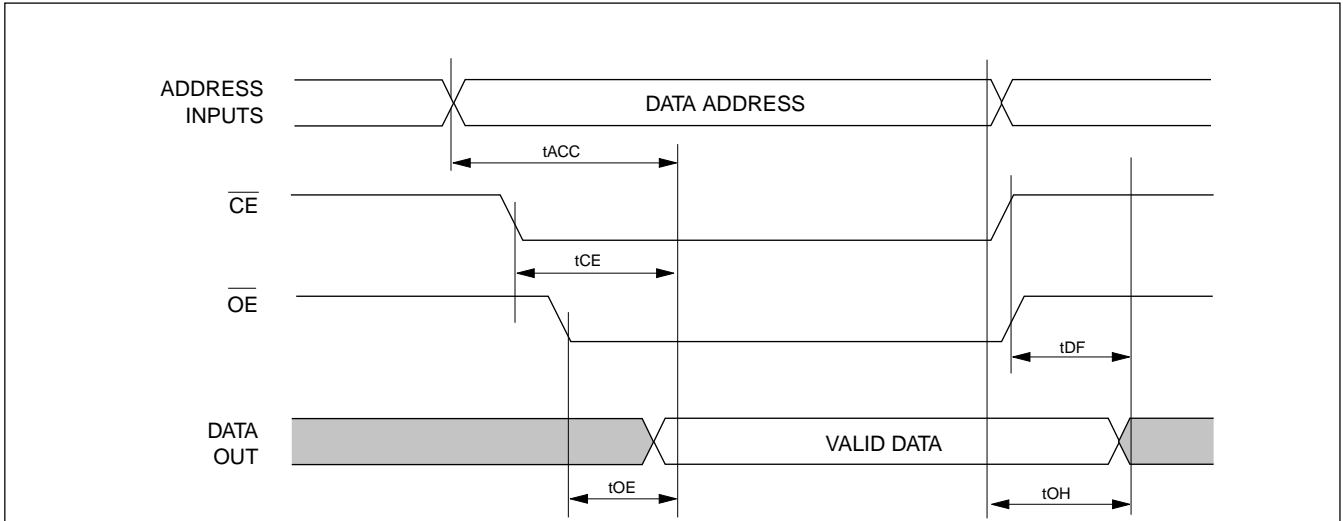 ADDRESS
INPUTS
DATA ADDRESS
tACC
CE
tCE
OE
tDF
DATA
OUT
VALID DATA
tOE
tOH